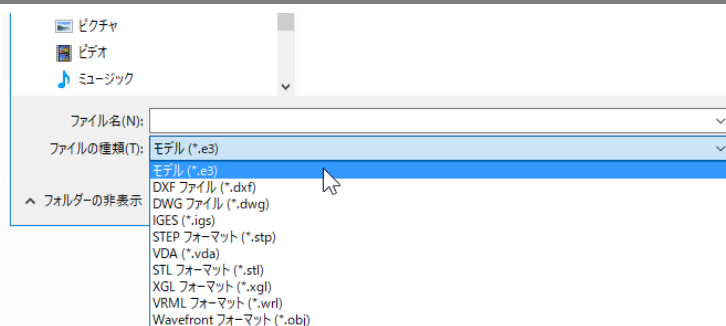 ピクチャ
ビデオ
ミュージック
ファイル名(N):
ファイルの種類(T): モデル (*.e3)
モデル (*.e3)
DXF ファイル (*.dxf)
DWG ファイル (*.dwg)
フォルダーの非表示
IGES (*.igs)
STEP フォーマット (*.stp)
VDA (*.vda)
STL フォーマット (*.stl)
XGL フォーマット (*.xgl)
VRML フォーマット (*.wrl)
Wavefront フォーマット (*.obj)